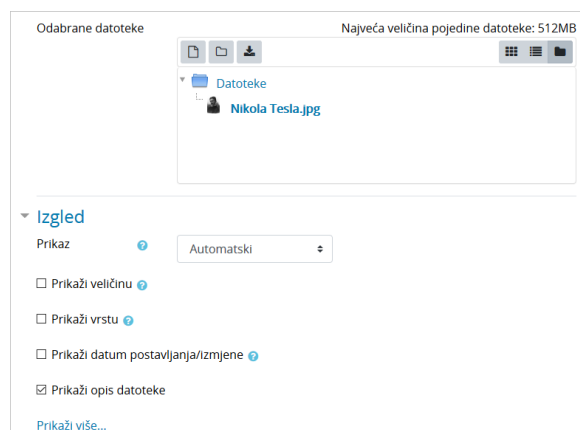 Odabrane datoteke Najveća veličina pojedine datoteke: 512MB
Datoteke
Nikola Tesla.jpg
Izgled
Prikaz Automatski
Prikaži veličinu
Prikaži vrstu
Prikaži datum postavljanja/izmjene
Prikaži opis datoteke
Prikaži više...